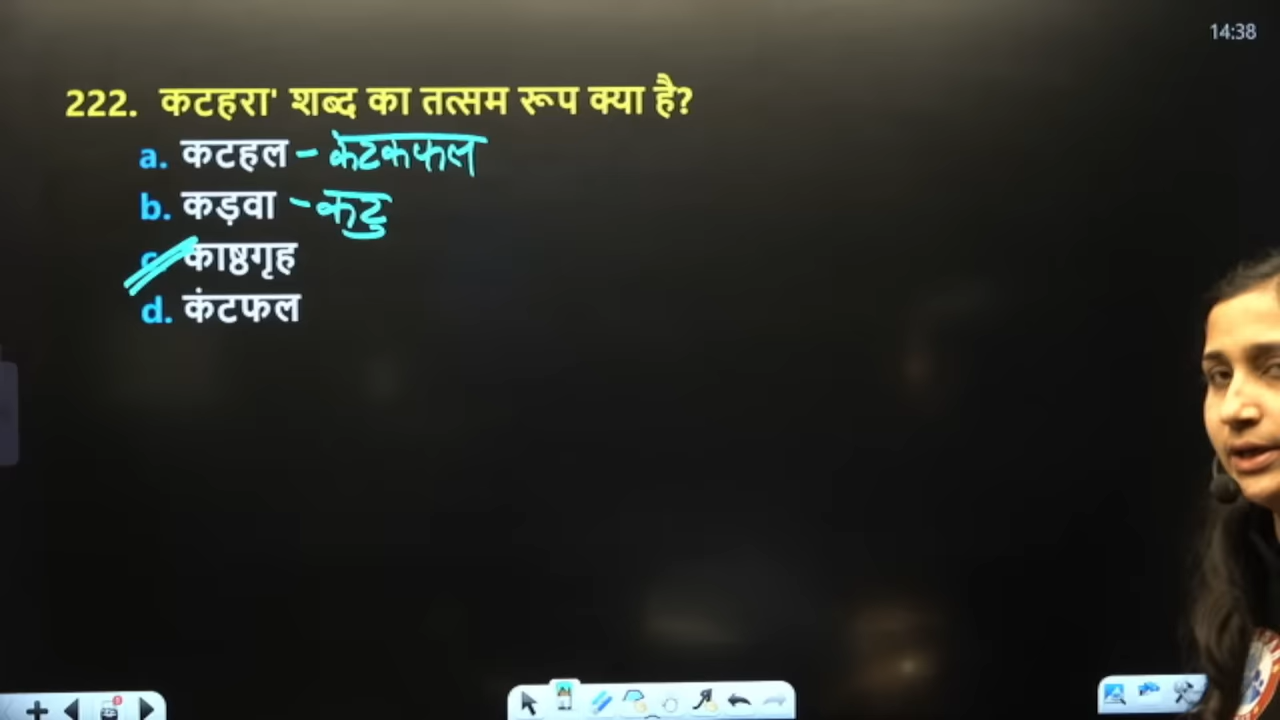 14:38
222. कटहरा' शब्द का तत्सम रूप क्या है?
a. कटहल - कंटकफल
b. कड़वा - कटु
c. काष्ठगृह
d. कंटफल